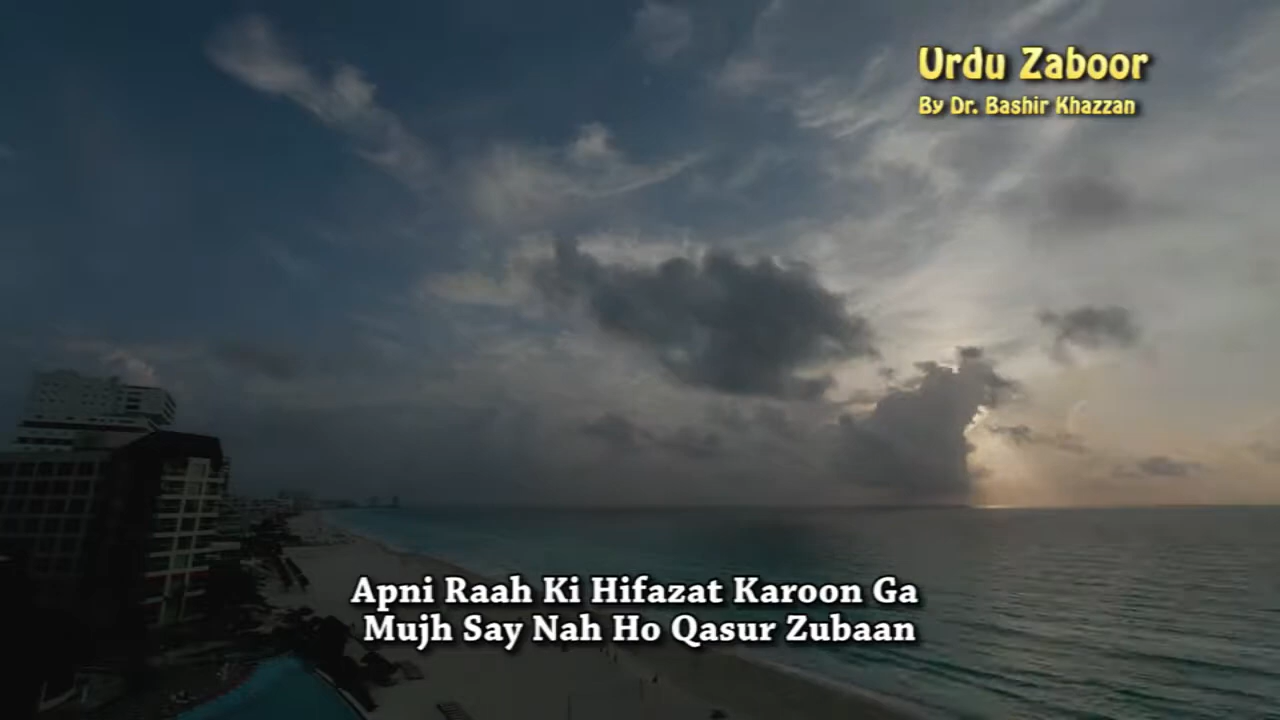 Urdu Zaboor
By Dr. Bashir Khazzan
Apni Raah Ki Hifazat Karoon Ga
Mujh Say Nah Ho Qasur Zubaan